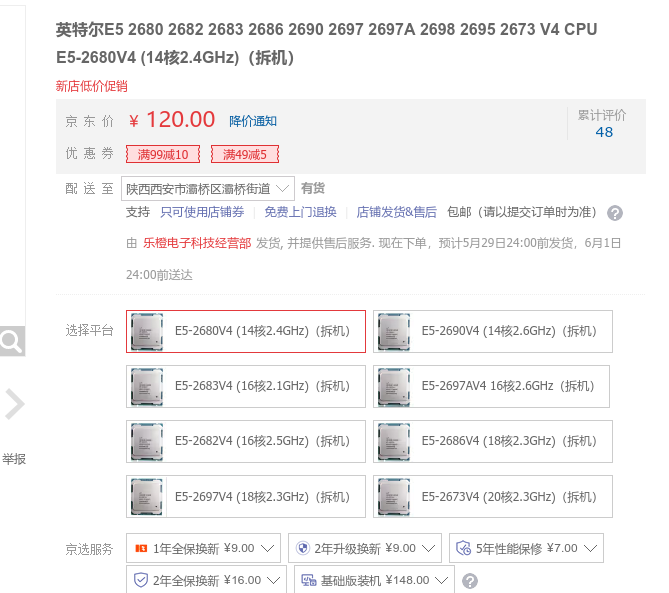 英特尔E5 2680 2682 2683 2686 2690 2697 2697A 2698 2695 2673 V4 CPU
E5-2680V4 (14核2.4GHz)（拆机）
新店低价促销
京东价 ¥ 120.00 降价通知 累计评价
48
优惠券 满99减10 满49减5
配送至 陕西西安市灞桥区灞桥街道 有货
支持 只可使用店铺券 免费上门退换 店铺发货&售后 包邮（请以提交订单时为准） ?
由 乐橙电子科技经营部 发货, 并提供售后服务. 现在下单，预计5月29日24:00前发货，6月1日
24:00前送达
选择平台 E5-2680V4 (14核2.4GHz)（拆机） E5-2690V4 (14核2.6GHz)（拆机）
E5-2683V4 (16核2.1GHz)（拆机） E5-2697AV4 16核2.6GHz（拆机）
E5-2682V4 (16核2.5GHz)（拆机） E5-2686V4 (18核2.3GHz)（拆机）
举报
E5-2697V4 (18核2.3GHz)（拆机） E5-2673V4 (20核2.3GHz)（拆机）
京选服务 1年全保换新 ¥9.00 2年升级换新 ¥9.00 5年性能保修 ¥7.00
2年全保换新 ¥16.00 基础版装机 ¥148.00 ?